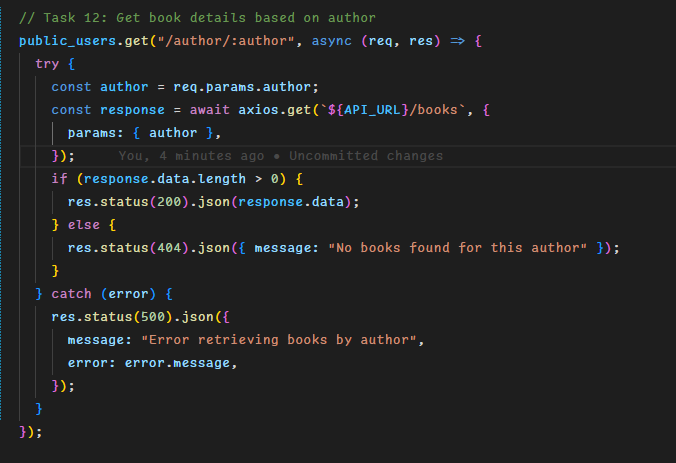 // Task 12: Get book details based on author
public_users.get("/author/:author", async (req, res) => {
try {
const author = req.params.author;
const response = await axios.get(`${API_URL}/books`, {
params: { author },
});     You, 4 minutes ago • Uncommitted changes
if (response.data.length > 0) {
res.status(200).json(response.data);
} else {
res.status(404).json({ message: "No books found for this author" });
}
} catch (error) {
res.status(500).json({
message: "Error retrieving books by author",
error: error.message,
});
}
});